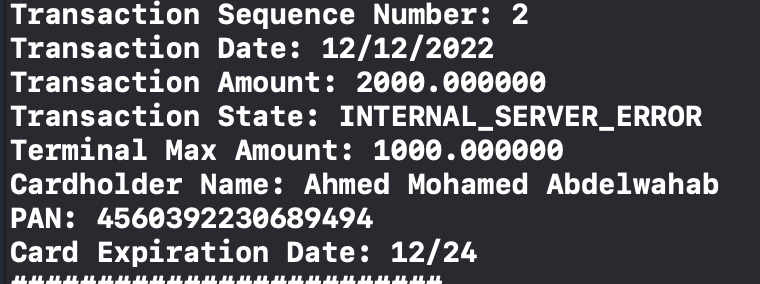 Transaction Sequence Number: 2
Transaction Date: 12/12/2022
Transaction Amount: 2000.000000
Transaction State: INTERNAL_SERVER_ERROR
Terminal Max Amount: 1000.000000
Cardholder Name: Ahmed Mohamed Abdelwahab
PAN: 4560392230689494
Card Expiration Date: 12/24
#########################